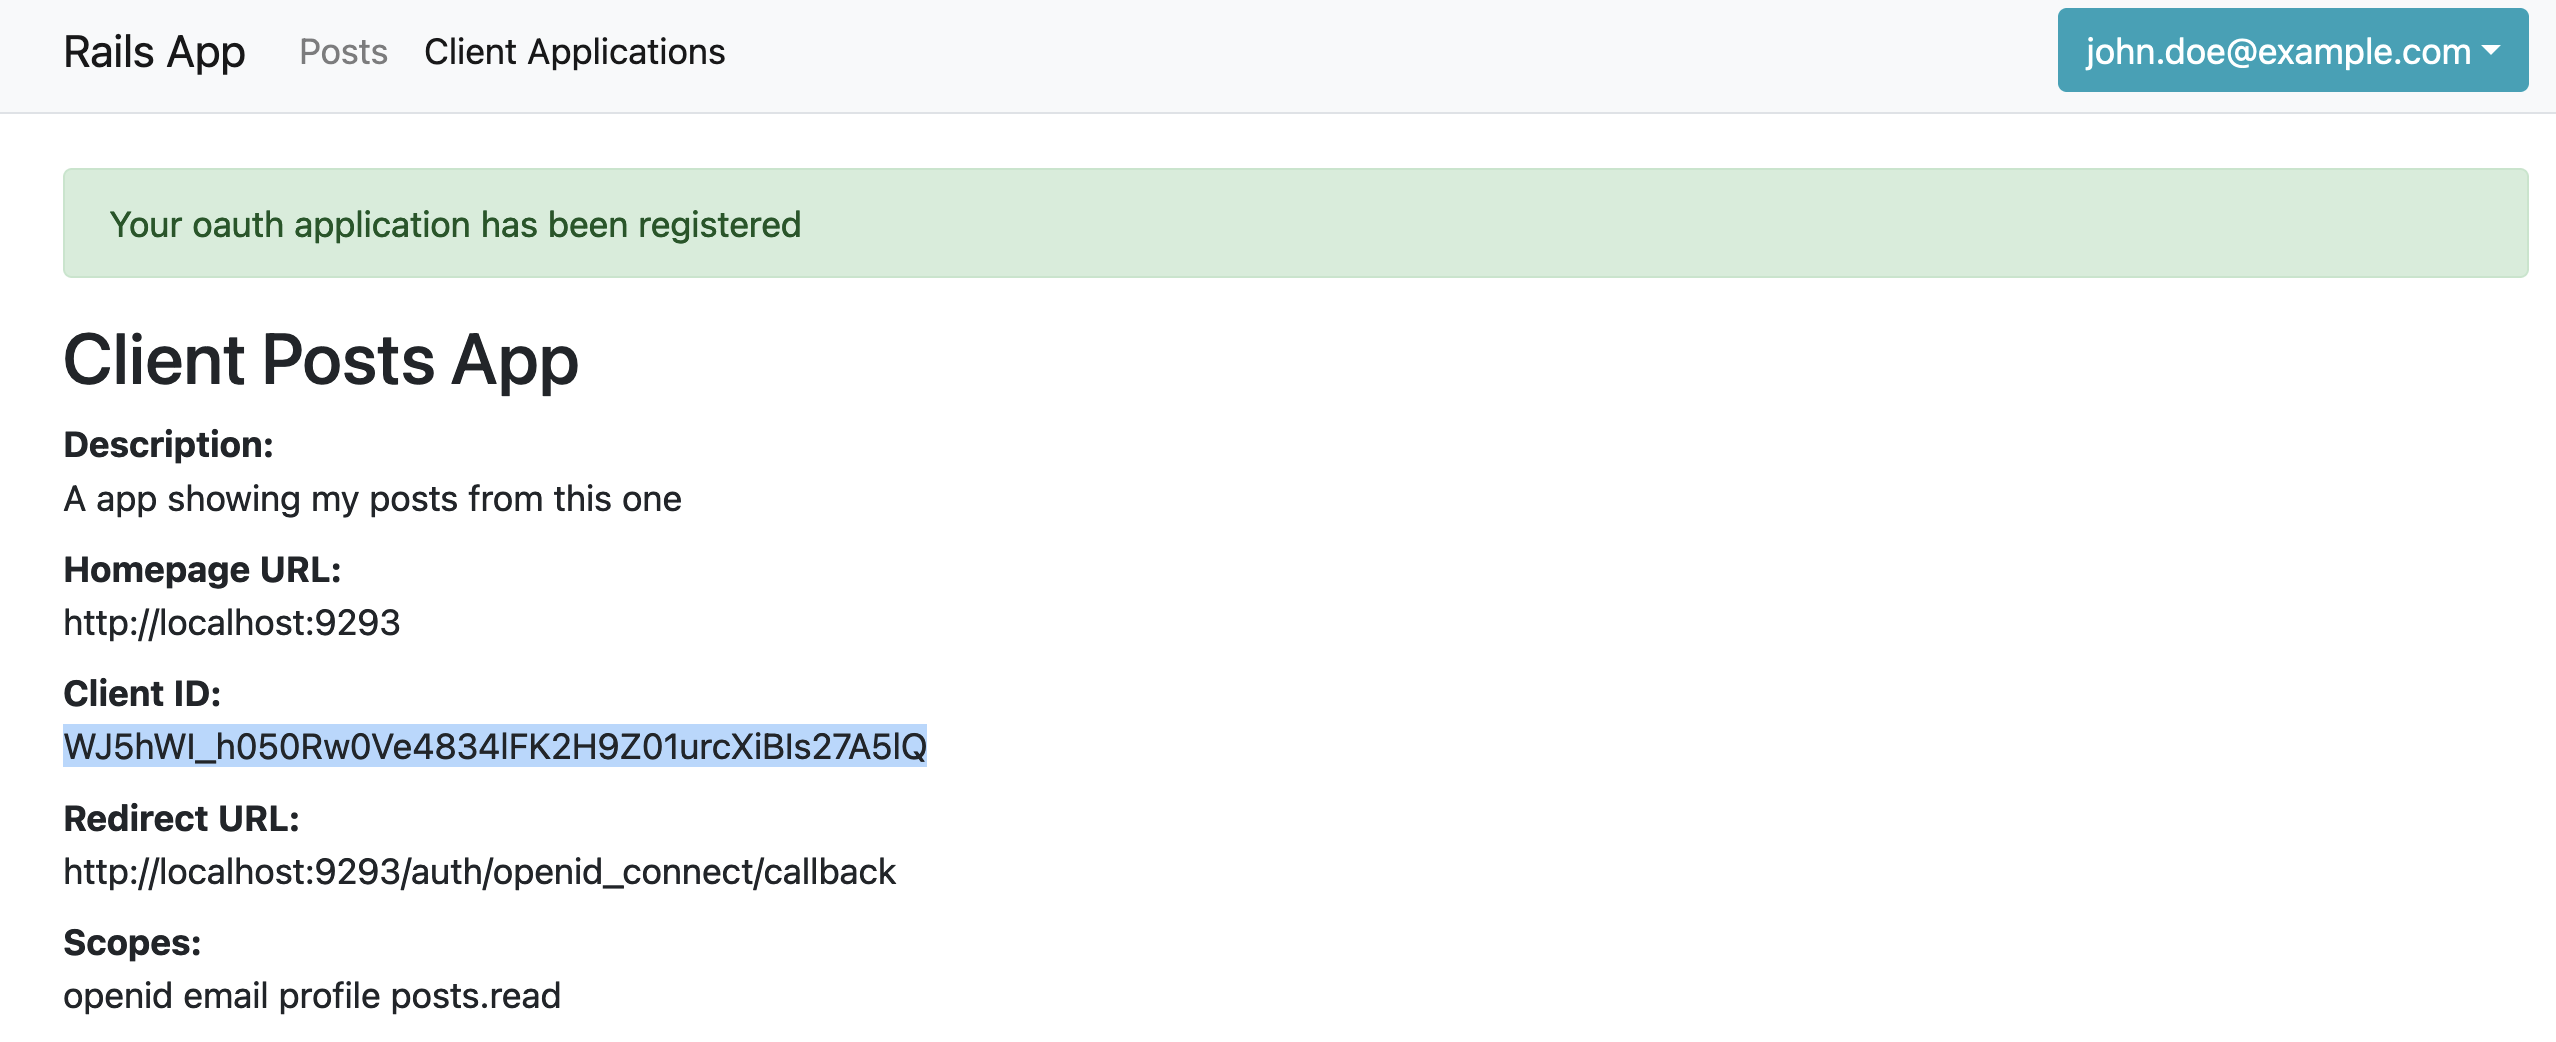 Rails App Posts Client Applications john.doe@example.com
Your oauth application has been registered
Client Posts App
Description:
A app showing my posts from this one
Homepage URL:
http://localhost:9293
Client ID:
WJ5hWI_h050Rw0Ve4834lFK2H9Z01urcXiBIs27A5lQ
Redirect URL:
http://localhost:9293/auth/openid_connect/callback
Scopes:
openid email profile posts.read